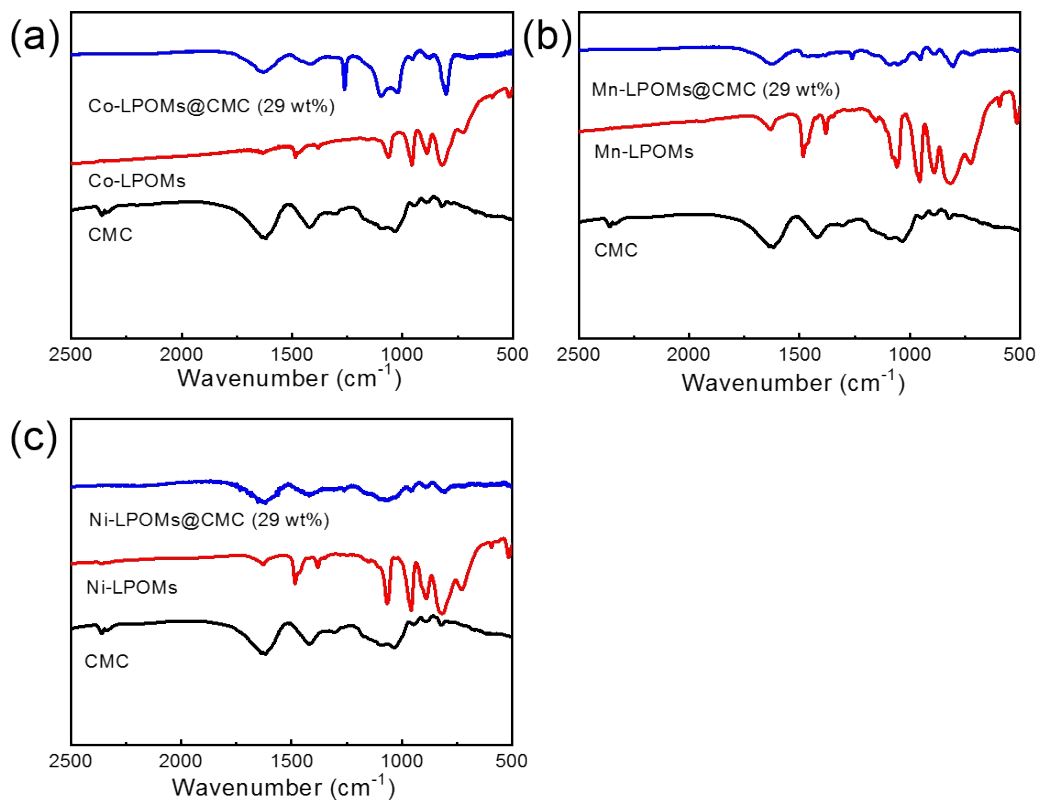 (a)
Co-LPOMs@CMC (29 wt%)
Co-LPOMs
CMC
2500 2000 1500 1000 500
Wavenumber (cm⁻¹)
(b)
Mn-LPOMs@CMC (29 wt%)
Mn-LPOMs
CMC
2500 2000 1500 1000 500
Wavenumber (cm⁻¹)
(c)
Ni-LPOMs@CMC (29 wt%)
Ni-LPOMs
CMC
2500 2000 1500 1000 500
Wavenumber (cm⁻¹)